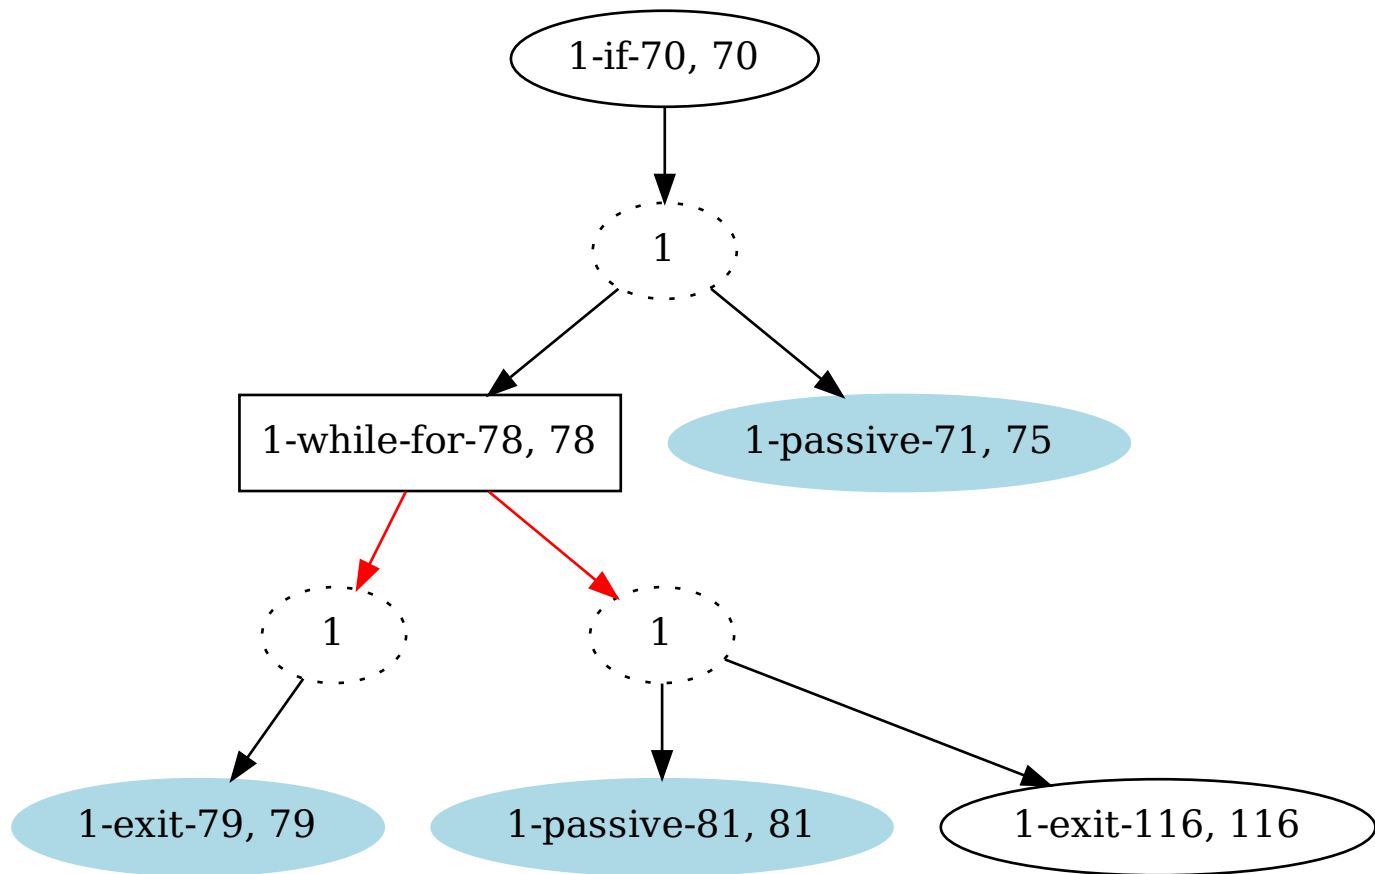 1-if-70, 70
1
1-while-for-78, 78
1-passive-71, 75
1
1
1-exit-79, 79
1-passive-81, 81
1-exit-116, 116